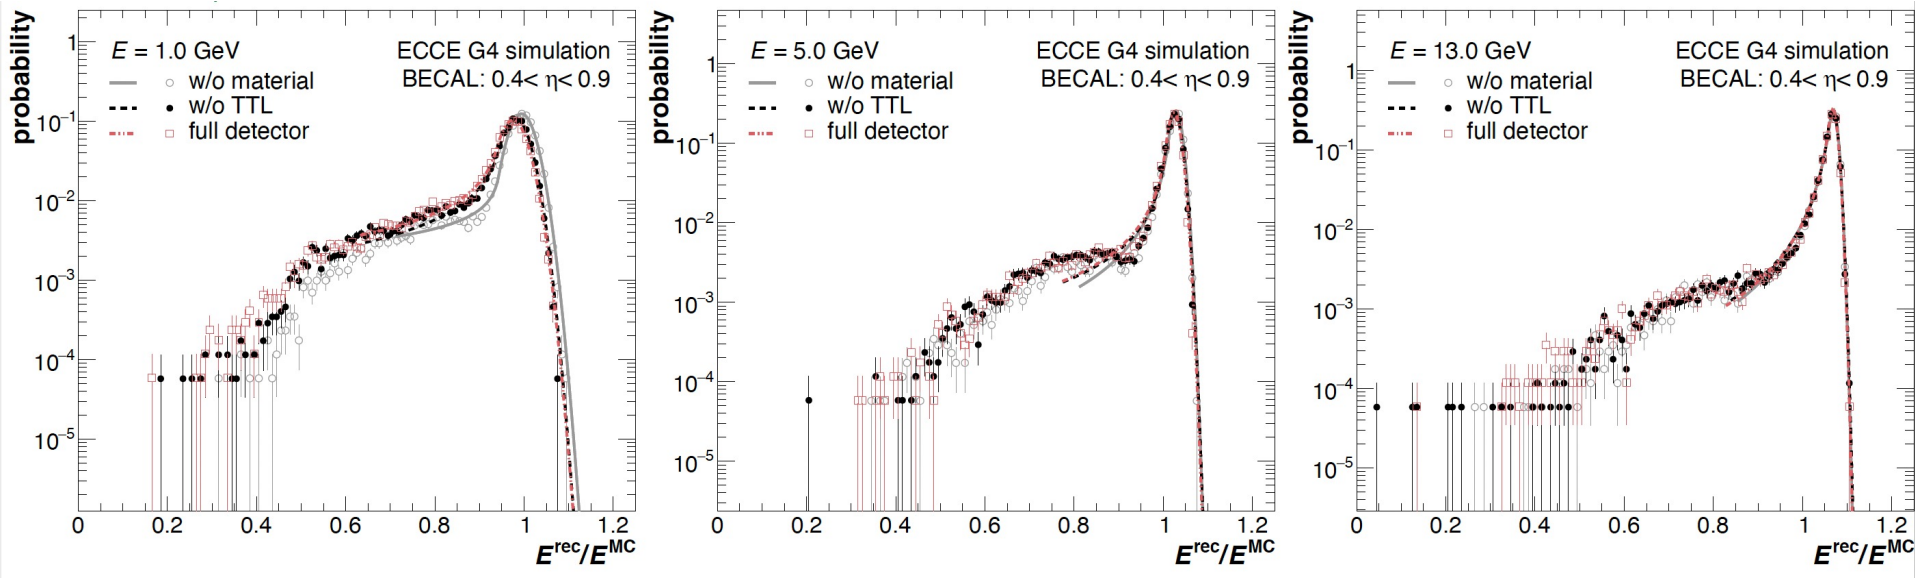 probability
E = 1.0 GeV
ECCE G4 simulation
BECAL: 0.4< η< 0.9
w/o material
w/o TTL
full detector
1
10⁻¹
10⁻²
10⁻³
10⁻⁴
10⁻⁵
0 0.2 0.4 0.6 0.8 1 1.2
E^rec/E^MC
probability
E = 5.0 GeV
ECCE G4 simulation
BECAL: 0.4< η< 0.9
w/o material
w/o TTL
full detector
1
10⁻¹
10⁻²
10⁻³
10⁻⁴
10⁻⁵
0 0.2 0.4 0.6 0.8 1 1.2
E^rec/E^MC
probability
E = 13.0 GeV
ECCE G4 simulation
BECAL: 0.4< η< 0.9
w/o material
w/o TTL
full detector
1
10⁻¹
10⁻²
10⁻³
10⁻⁴
10⁻⁵
0 0.2 0.4 0.6 0.8 1 1.2
E^rec/E^MC